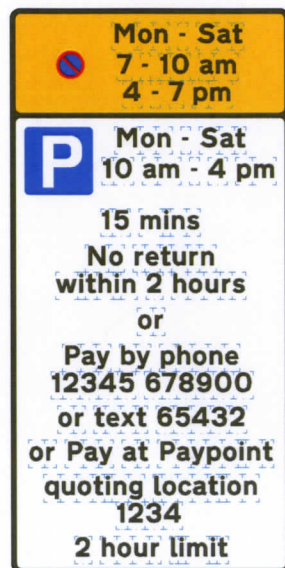 Mon - Sat
7 - 10 am
4 - 7 pm
P
Mon - Sat
10 am - 4 pm
15 mins
No return
within 2 hours
or
Pay by phone
12345 678900
or text 65432
or Pay at Paypoint
quoting location
1234
2 hour limit